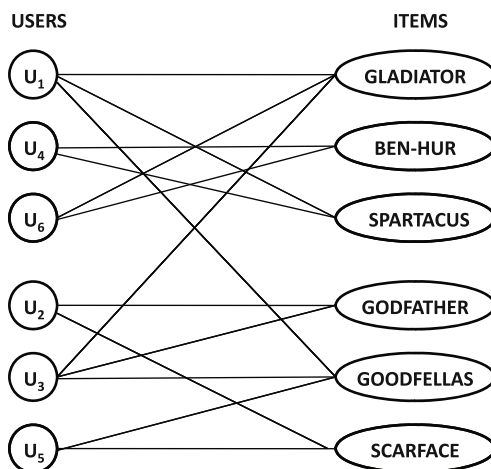 USERS ITEMS
U1 GLADIATOR
U4 BEN-HUR
U6 SPARTACUS
U2 GODFATHER
U3 GOODFELLAS
U5 SCARFACE